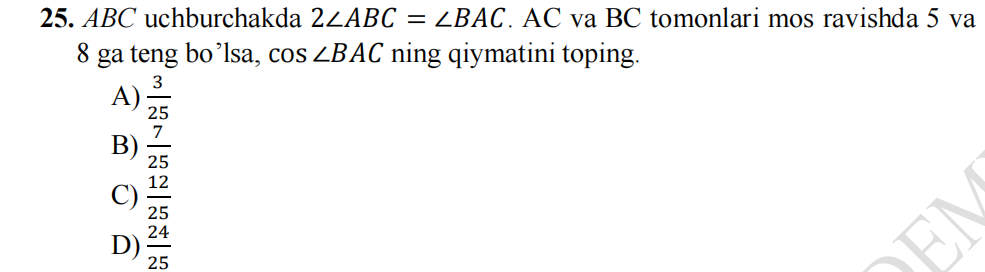 25. ABC uchburchakda 2∠ABC = ∠BAC. AC va BC tomonlari mos ravishda 5 va
8 ga teng bo’lsa, cos ∠BAC ning qiymatini toping.
A) 3/25
B) 7/25
C) 12/25
D) 24/25